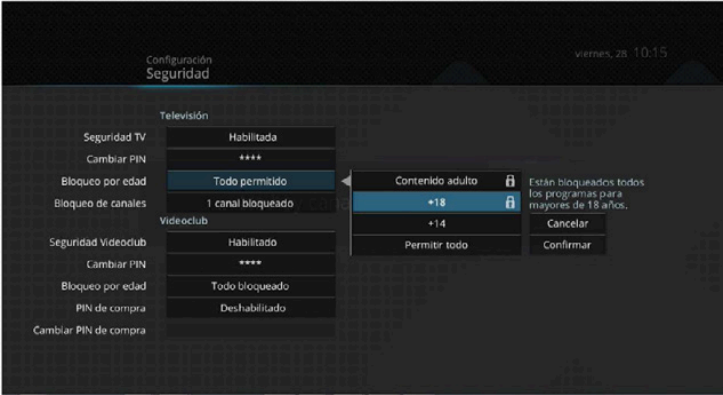 Configuración
viernes, 28 10:15
Seguridad
Televisión
Seguridad TV Habilitada
Cambiar PIN ****
Bloqueo por edad Todo permitido Contenido adulto Están bloqueados todos
los programas para
mayores de 18 años.
+18
Bloqueo de canales 1 canal bloqueado
+14 Cancelar
Videoclub
Seguridad Videoclub Habilitado Permitir todo Confirmar
Cambiar PIN ****
Bloqueo por edad Todo bloqueado
PIN de compra Deshabilitado
Cambiar PIN de compra